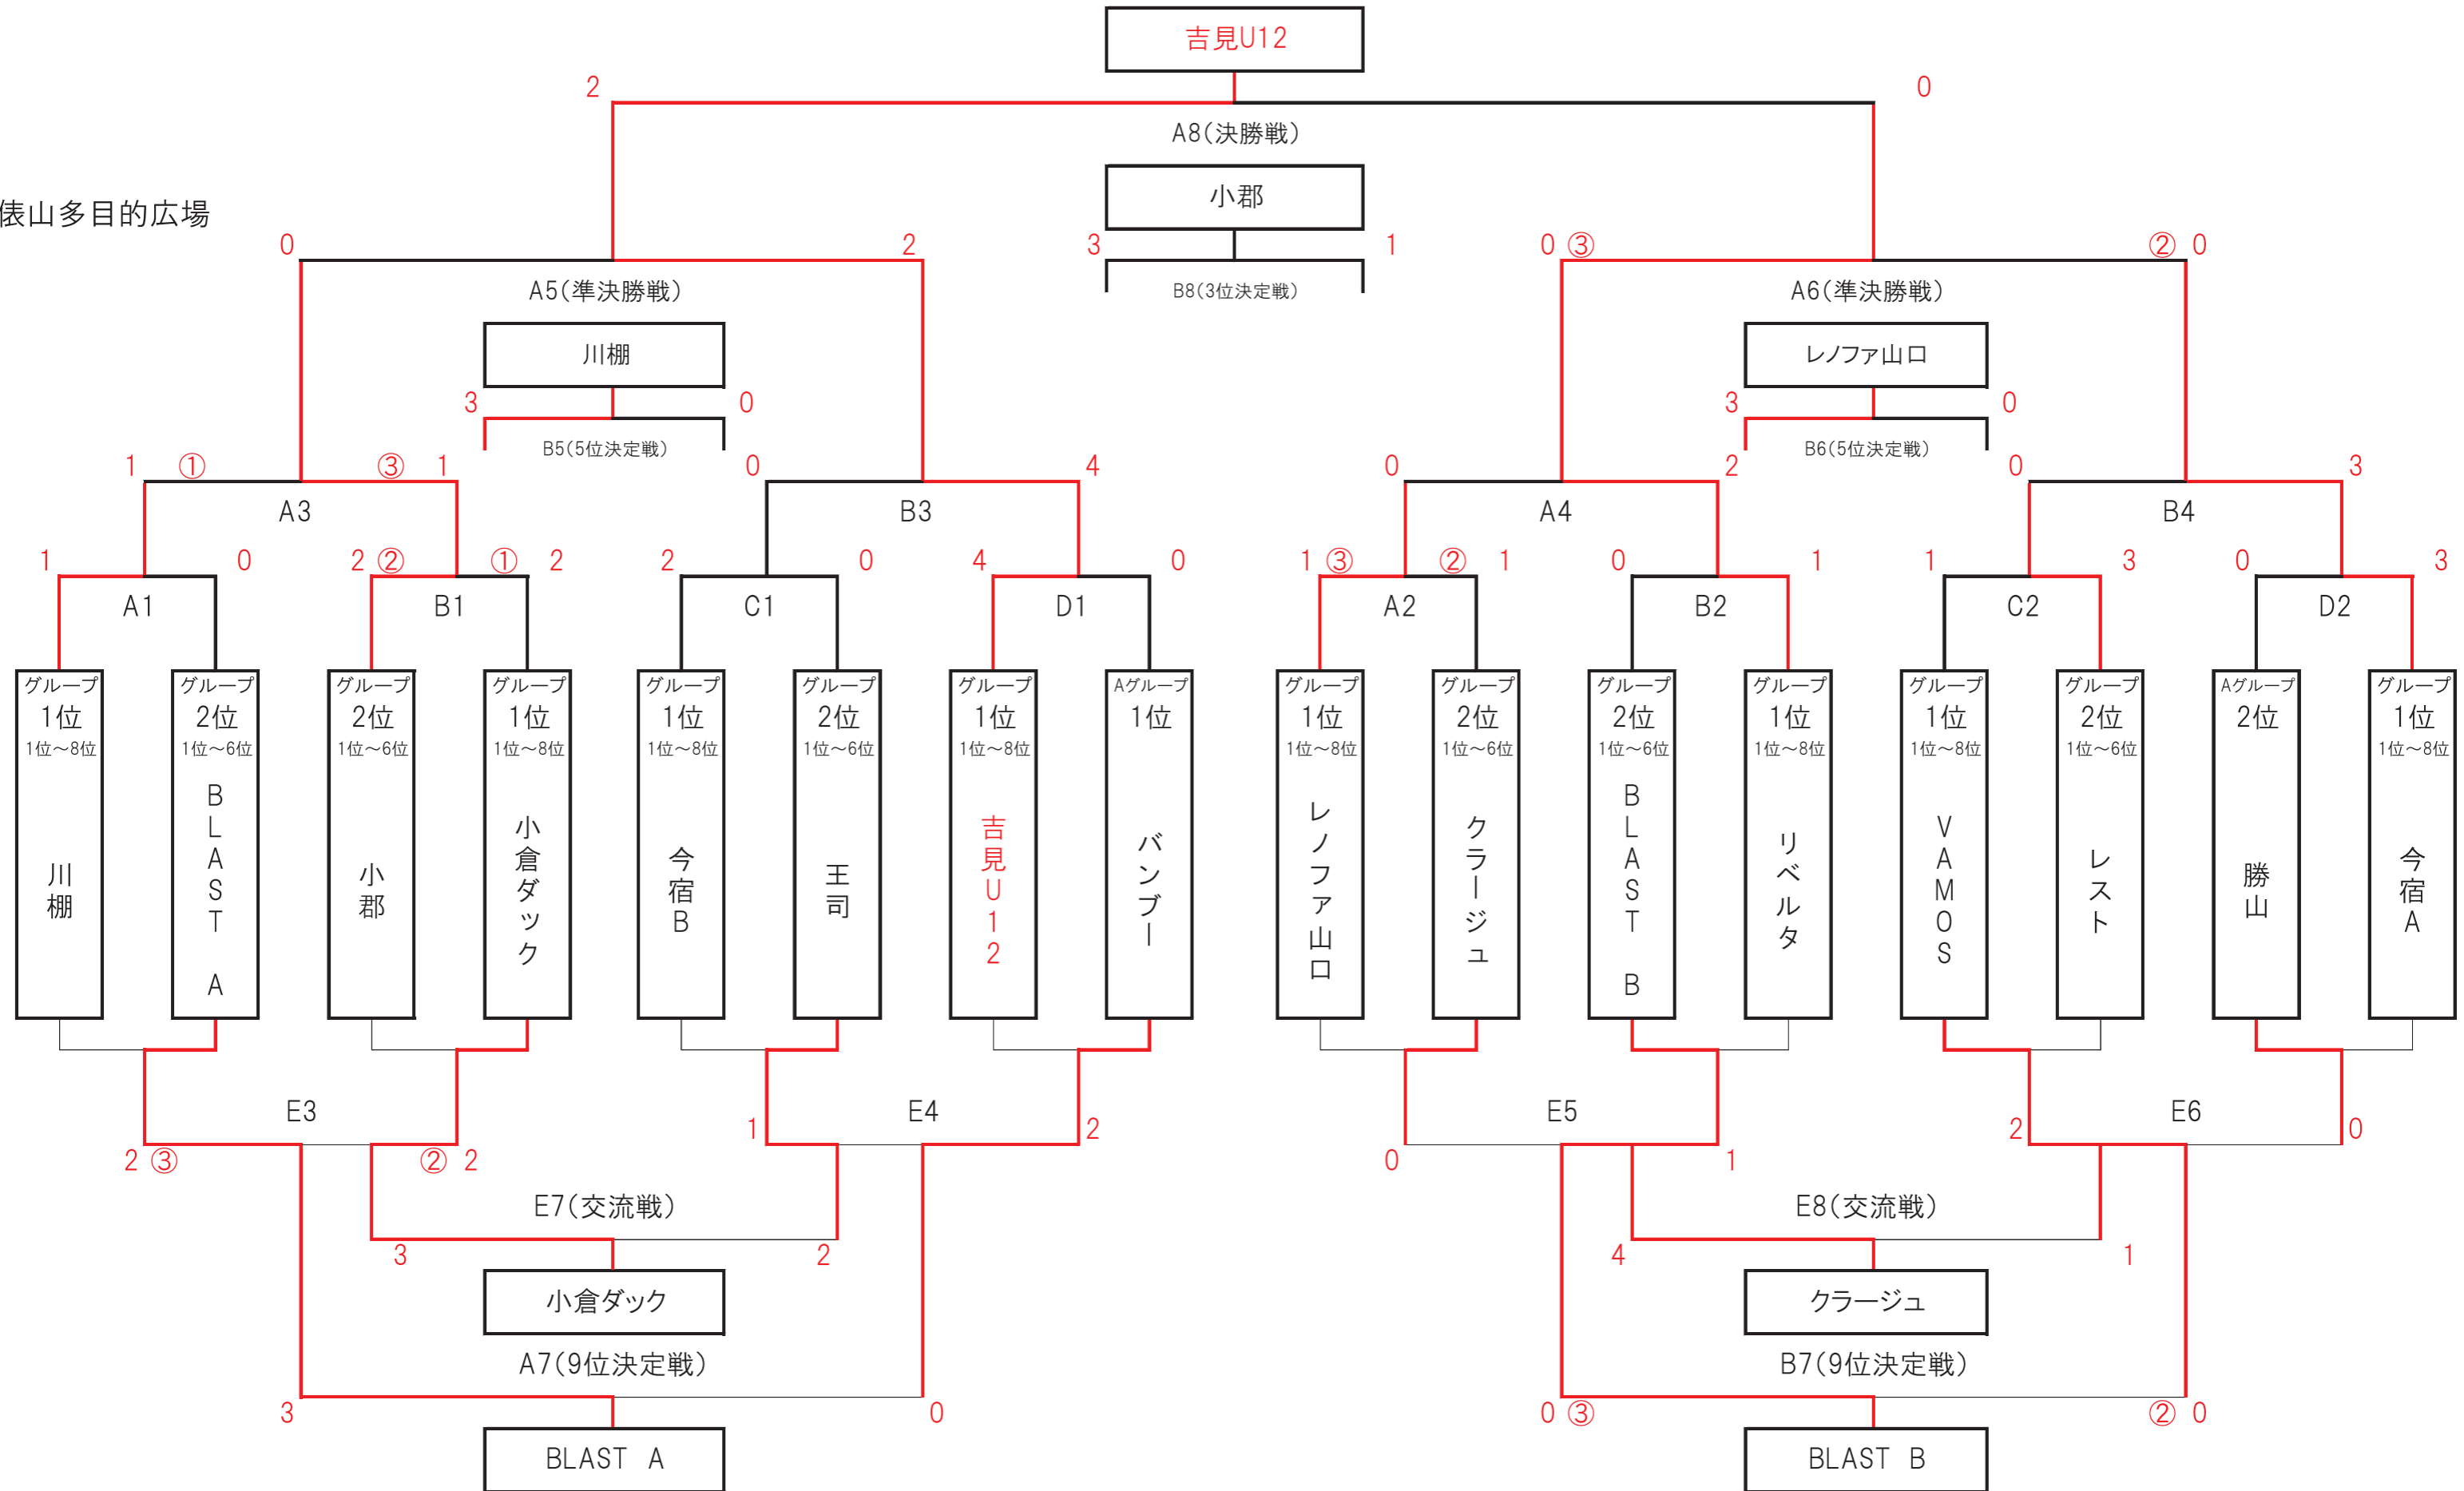 吉見U12
2
0
A8(決勝戦)
小郡
俵山多目的広場
0
2
3
1
0 ③
② 0
A5(準決勝戦)
B8(3位決定戦)
A6(準決勝戦)
川棚
レノファ山口
3
0
3
0
B5(5位決定戦)
B6(5位決定戦)
1 ①
③ 1
0
4
0
2
0
3
A3
B3
A4
B4
1
0
2 ②
① 2
2
0
4
0
1 ③
② 1
0
1
1
3
0
3
A1
B1
C1
D1
A2
B2
C2
D2
グループ
1位
1位～8位
川棚
グループ
2位
1位～6位
BLAST A
グループ
2位
1位～6位
小郡
グループ
1位
1位～8位
小倉ダック
グループ
1位
1位～8位
今宿B
グループ
2位
1位～6位
王司
グループ
1位
1位～8位
吉見U12
Aグループ
1位
バンブー
グループ
1位
1位～8位
レノファ山口
グループ
2位
1位～6位
クラージュ
グループ
2位
1位～6位
BLAST B
グループ
1位
1位～8位
リベルタ
グループ
1位
1位～8位
VAMOS
グループ
2位
1位～6位
レスト
Aグループ
2位
勝山
グループ
1位
1位～8位
今宿A
E3
E4
E5
E6
1
2
2
0
2 ③
② 2
0
1
E7(交流戦)
E8(交流戦)
3
2
4
1
小倉ダック
クラージュ
A7(9位決定戦)
B7(9位決定戦)
3
0
0 ③
② 0
BLAST A
BLAST B